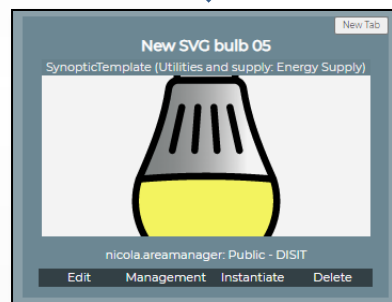 New Tab
New SVG bulb 05
SynopticTemplate (Utilities and supply: Energy Supply)
nicola.areamanager: Public - DISIT
Edit Management Instantiate Delete